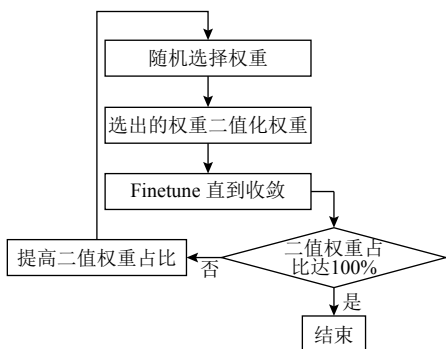 随机选择权重
选出的权重二值化权重
Finetune 直到收敛
二值权重占
比达100%
提高二值权重占比
否
是
结束